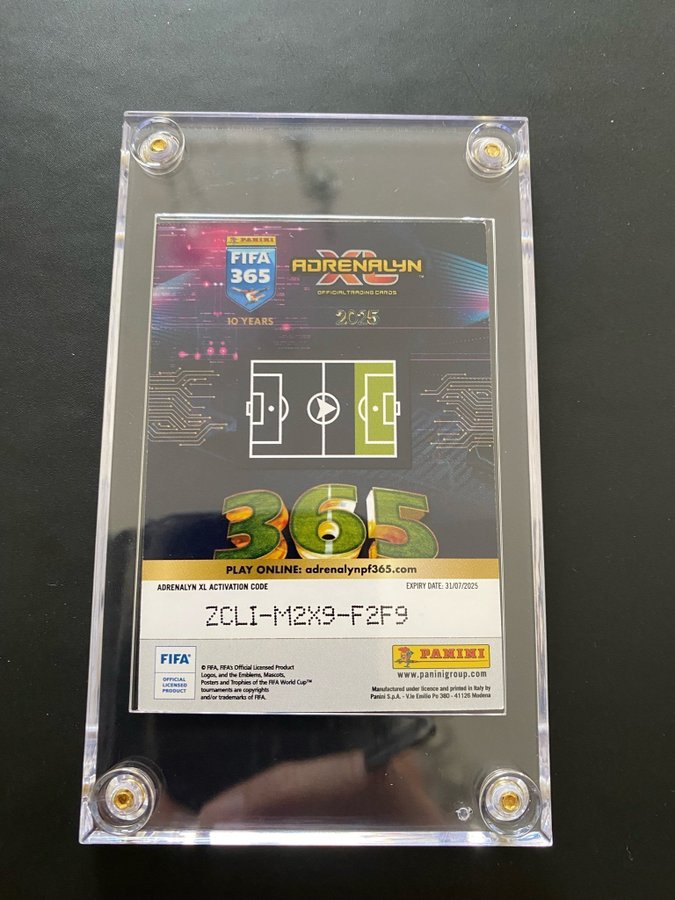 PANINI
FIFA
365
10 YEARS
ADRENALYN
XL
OFFICIAL TRADING CARDS
2025
365
PLAY ONLINE: adrenalynpf365.com
ADRENALYN XL ACTIVATION CODE
EXPIRY DATE: 31/07/2025
ZCLI-M2X9-F2F9
FIFA®
OFFICIAL
LICENSED
PRODUCT
© FIFA, FIFA's Official Licensed Product
Logos, and the Emblems, Mascots,
Posters and Trophies of the FIFA World Cup™
tournaments are copyrights
and/or trademarks of FIFA.
PANINI
www.paninigroup.com
Manufactured under licence and printed in Italy by
Panini S.p.A. - V.le Emilio Po 380 - 41126 Modena